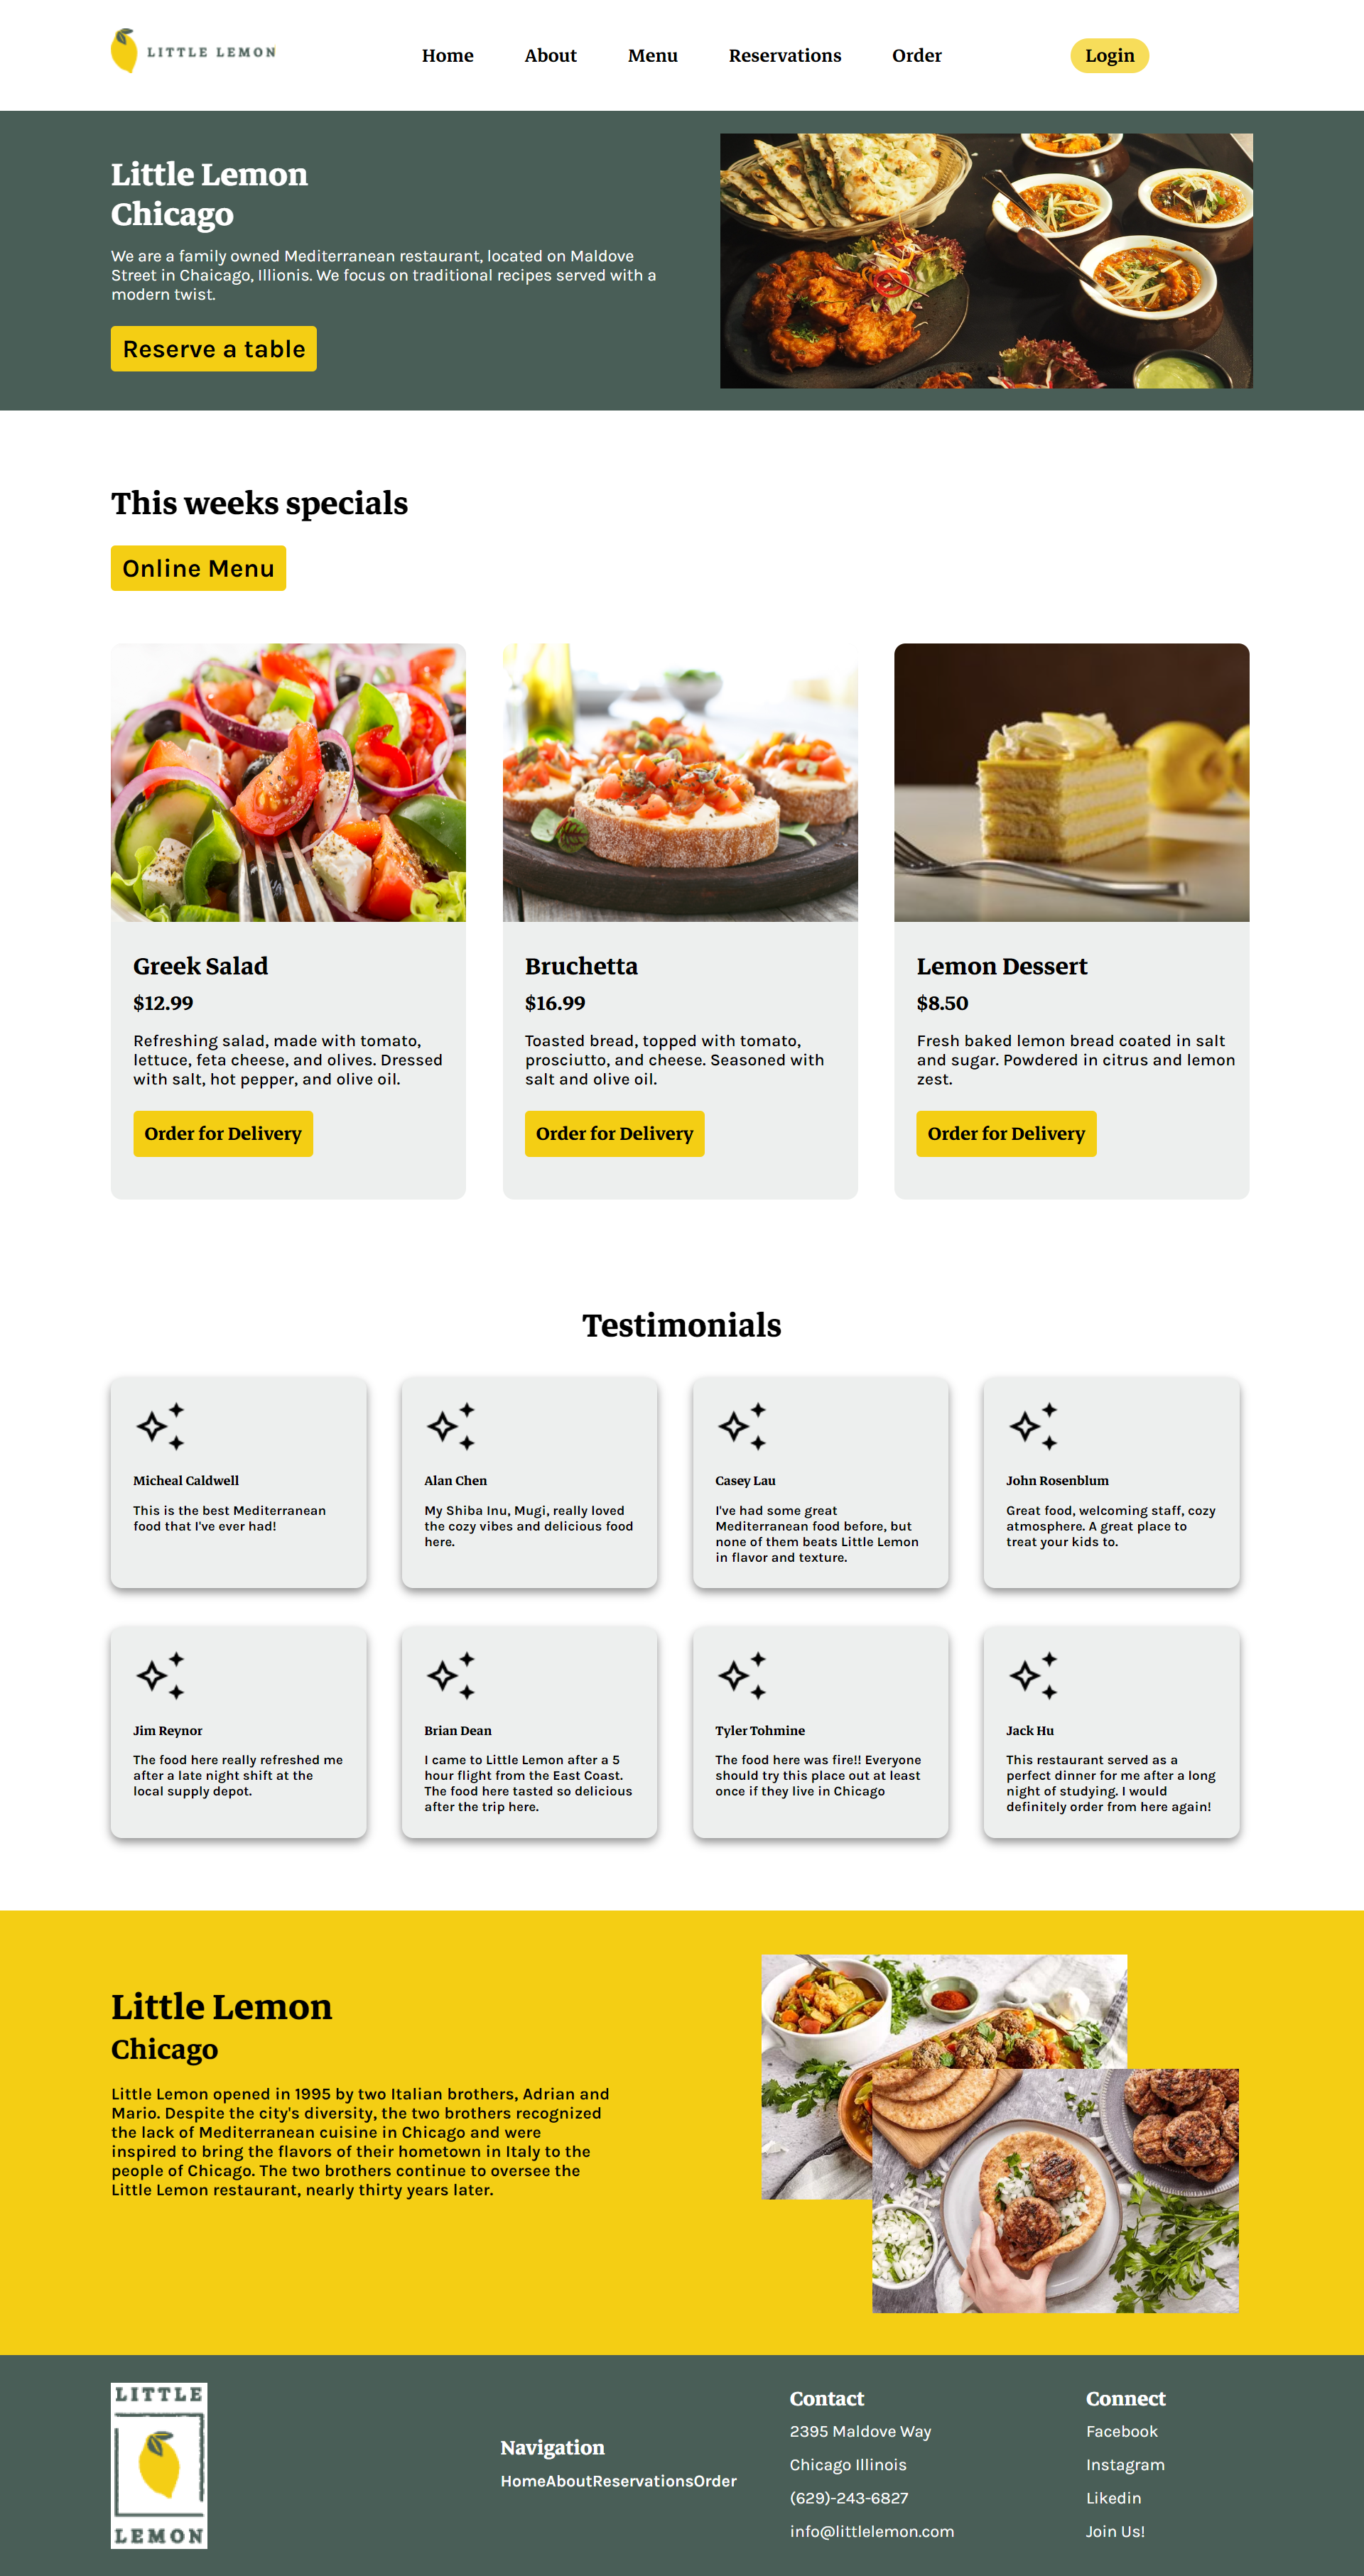 LITTLE LEMON
Home About Menu Reservations Order Login
Little Lemon
Chicago
We are a family owned Mediterranean restaurant, located on Maldove
Street in Chaicago, Illionis. We focus on traditional recipes served with a
modern twist.
Reserve a table
This weeks specials
Online Menu
Greek Salad
$12.99
Refreshing salad, made with tomato,
lettuce, feta cheese, and olives. Dressed
with salt, hot pepper, and olive oil.
Order for Delivery
Bruchetta
$16.99
Toasted bread, topped with tomato,
prosciutto, and cheese. Seasoned with
salt and olive oil.
Order for Delivery
Lemon Dessert
$8.50
Fresh baked lemon bread coated in salt
and sugar. Powdered in citrus and lemon
zest.
Order for Delivery
Testimonials
Micheal Caldwell
This is the best Mediterranean
food that I've ever had!
Alan Chen
My Shiba Inu, Mugi, really loved
the cozy vibes and delicious food
here.
Casey Lau
I've had some great
Mediterranean food before, but
none of them beats Little Lemon
in flavor and texture.
John Rosenblum
Great food, welcoming staff, cozy
atmosphere. A great place to
treat your kids to.
Jim Reynor
The food here really refreshed me
after a late night shift at the
local supply depot.
Brian Dean
I came to Little Lemon after a 5
hour flight from the East Coast.
The food here tasted so delicious
after the trip here.
Tyler Tohmine
The food here was fire!! Everyone
should try this place out at least
once if they live in Chicago
Jack Hu
This restaurant served as a
perfect dinner for me after a long
night of studying. I would
definitely order from here again!
Little Lemon
Chicago
Little Lemon opened in 1995 by two Italian brothers, Adrian and
Mario. Despite the city's diversity, the two brothers recognized
the lack of Mediterranean cuisine in Chicago and were
inspired to bring the flavors of their hometown in Italy to the
people of Chicago. The two brothers continue to oversee the
Little Lemon restaurant, nearly thirty years later.
LITTLE
LEMON
Navigation
HomeAboutReservationsOrder
Contact
2395 Maldove Way
Chicago Illinois
(629)-243-6827
info@littlelemon.com
Connect
Facebook
Instagram
Likedin
Join Us!